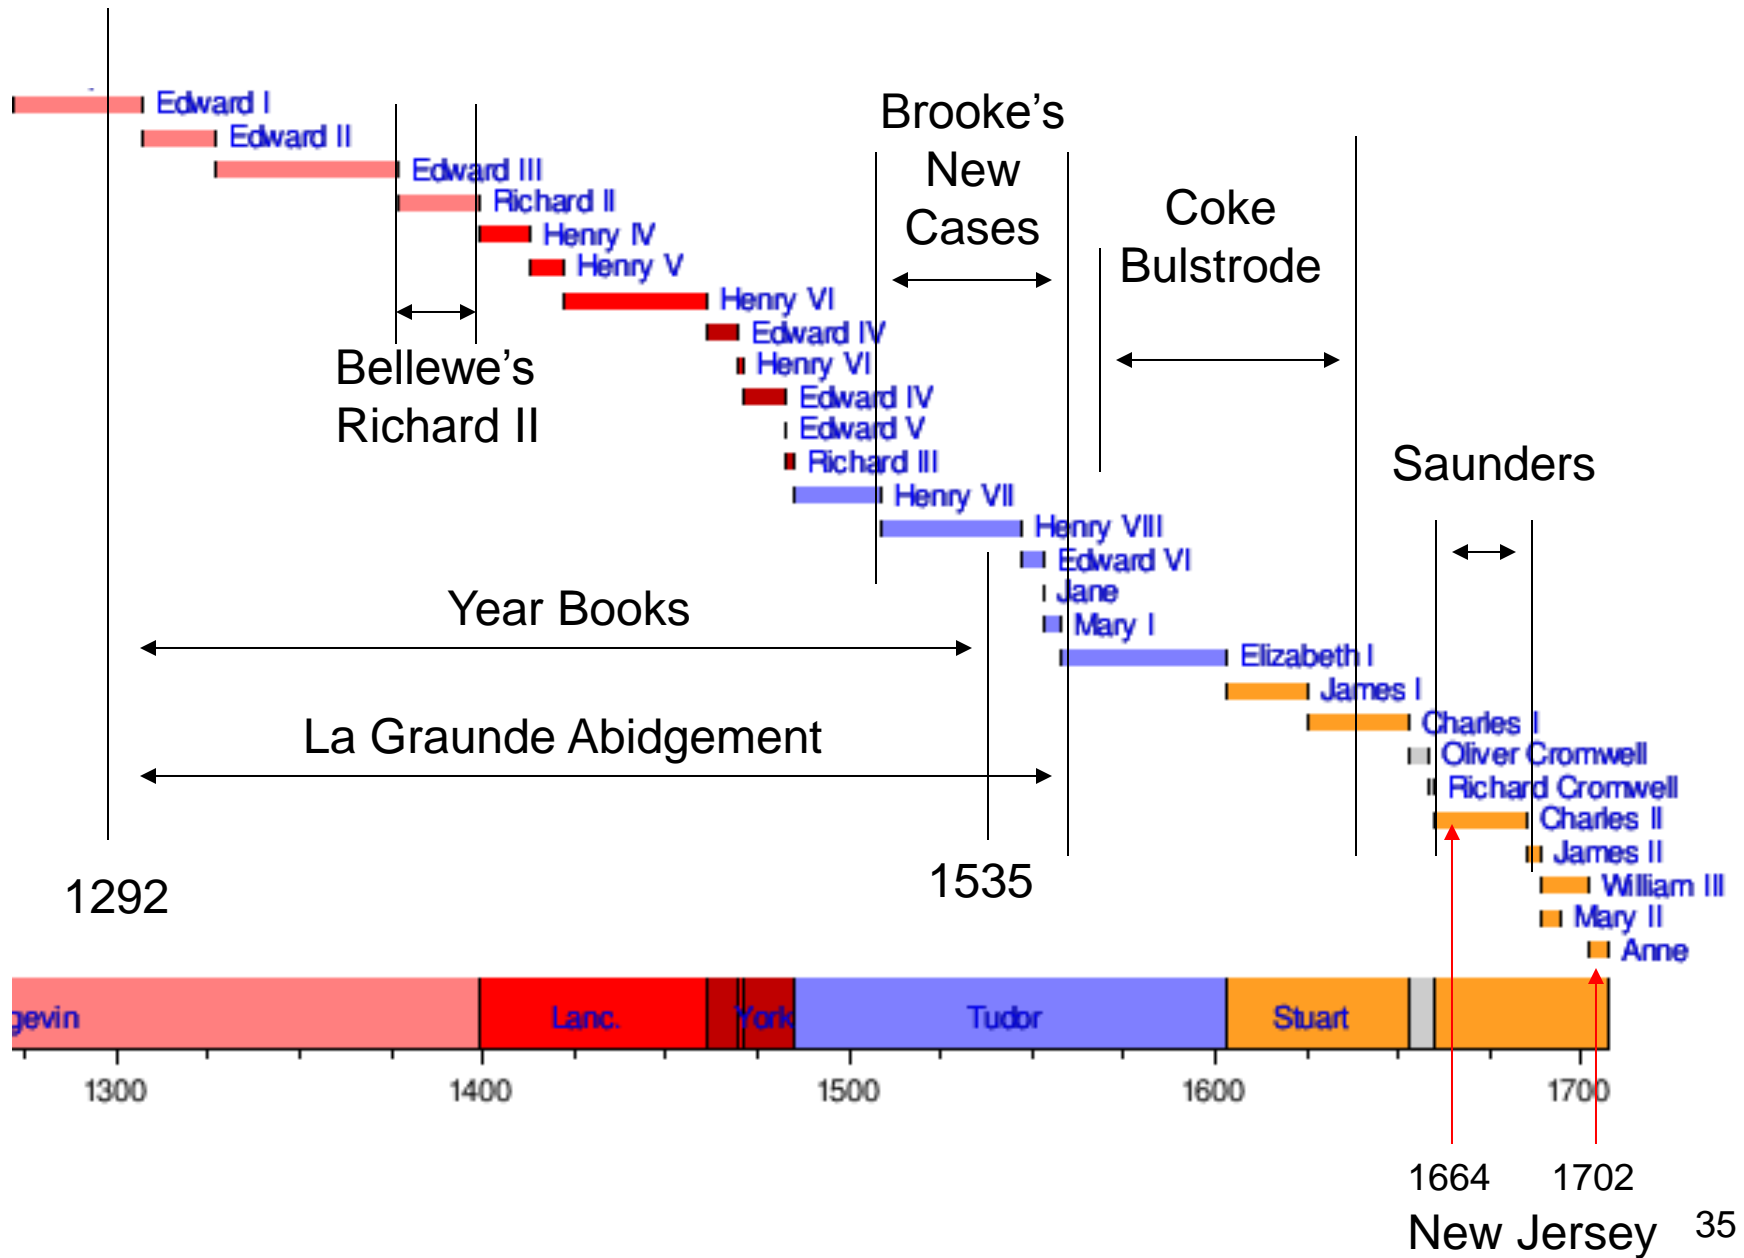 Edward I
Edward II
Edward III
Richard II
Henry IV
Henry V
Henry VI
Edward IV
Henry VI
Edward IV
Edward V
Richard III
Henry VII
Henry VIII
Edward VI
Jane
Mary I
Elizabeth I
James I
Charles I
Oliver Cromwell
Richard Cromwell
Charles II
James II
William III
Mary II
Anne
Brooke’s
New
Cases
Coke
Bulstrode
Bellewe’s
Richard II
Saunders
Year Books
La Graunde Abidgement
1292
1535
gevin
Lanc.
York
Tudor
Stuart
1300
1400
1500
1600
1700
1664
1702
New Jersey
35